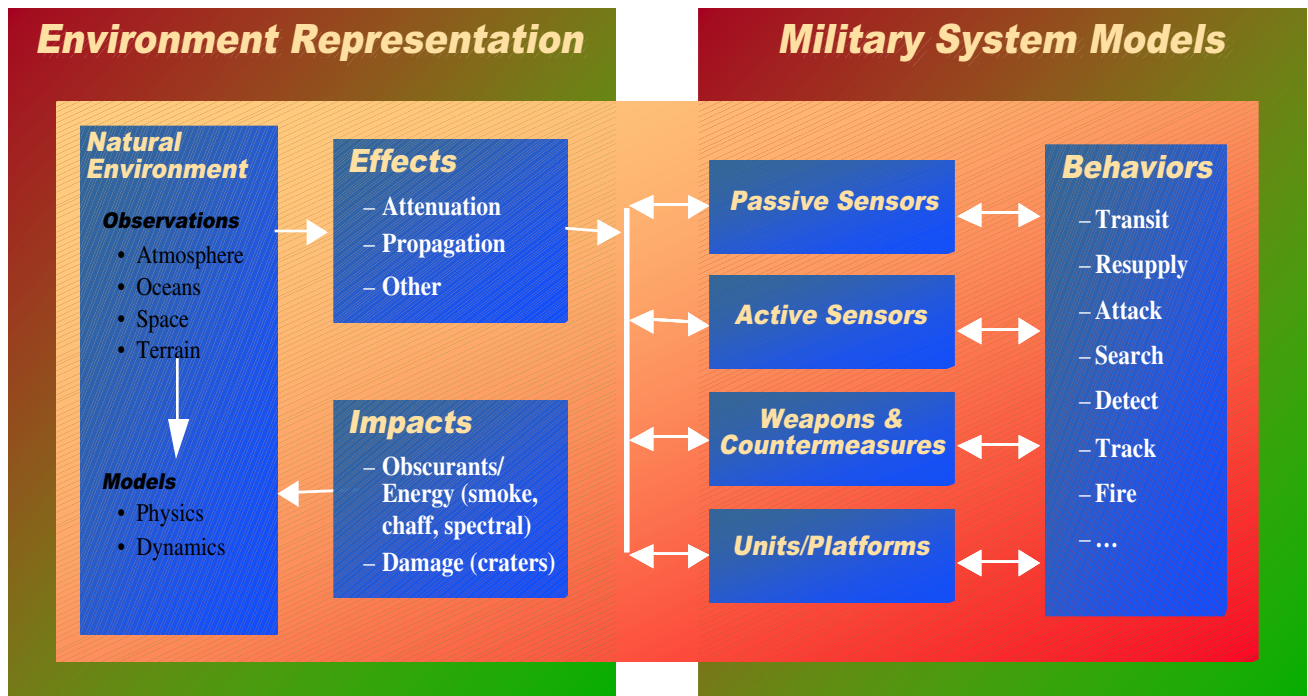 Environment Representation
Military System Models
Natural
Environment
Observations
• Atmosphere
• Oceans
• Space
• Terrain
Models
• Physics
• Dynamics
Effects
– Attenuation
– Propagation
– Other
Impacts
– Obscurants/
Energy (smoke,
chaff, spectral)
– Damage (craters)
Passive Sensors
Active Sensors
Weapons &
Countermeasures
Units/Platforms
Behaviors
– Transit
– Resupply
– Attack
– Search
– Detect
– Track
– Fire
– ...